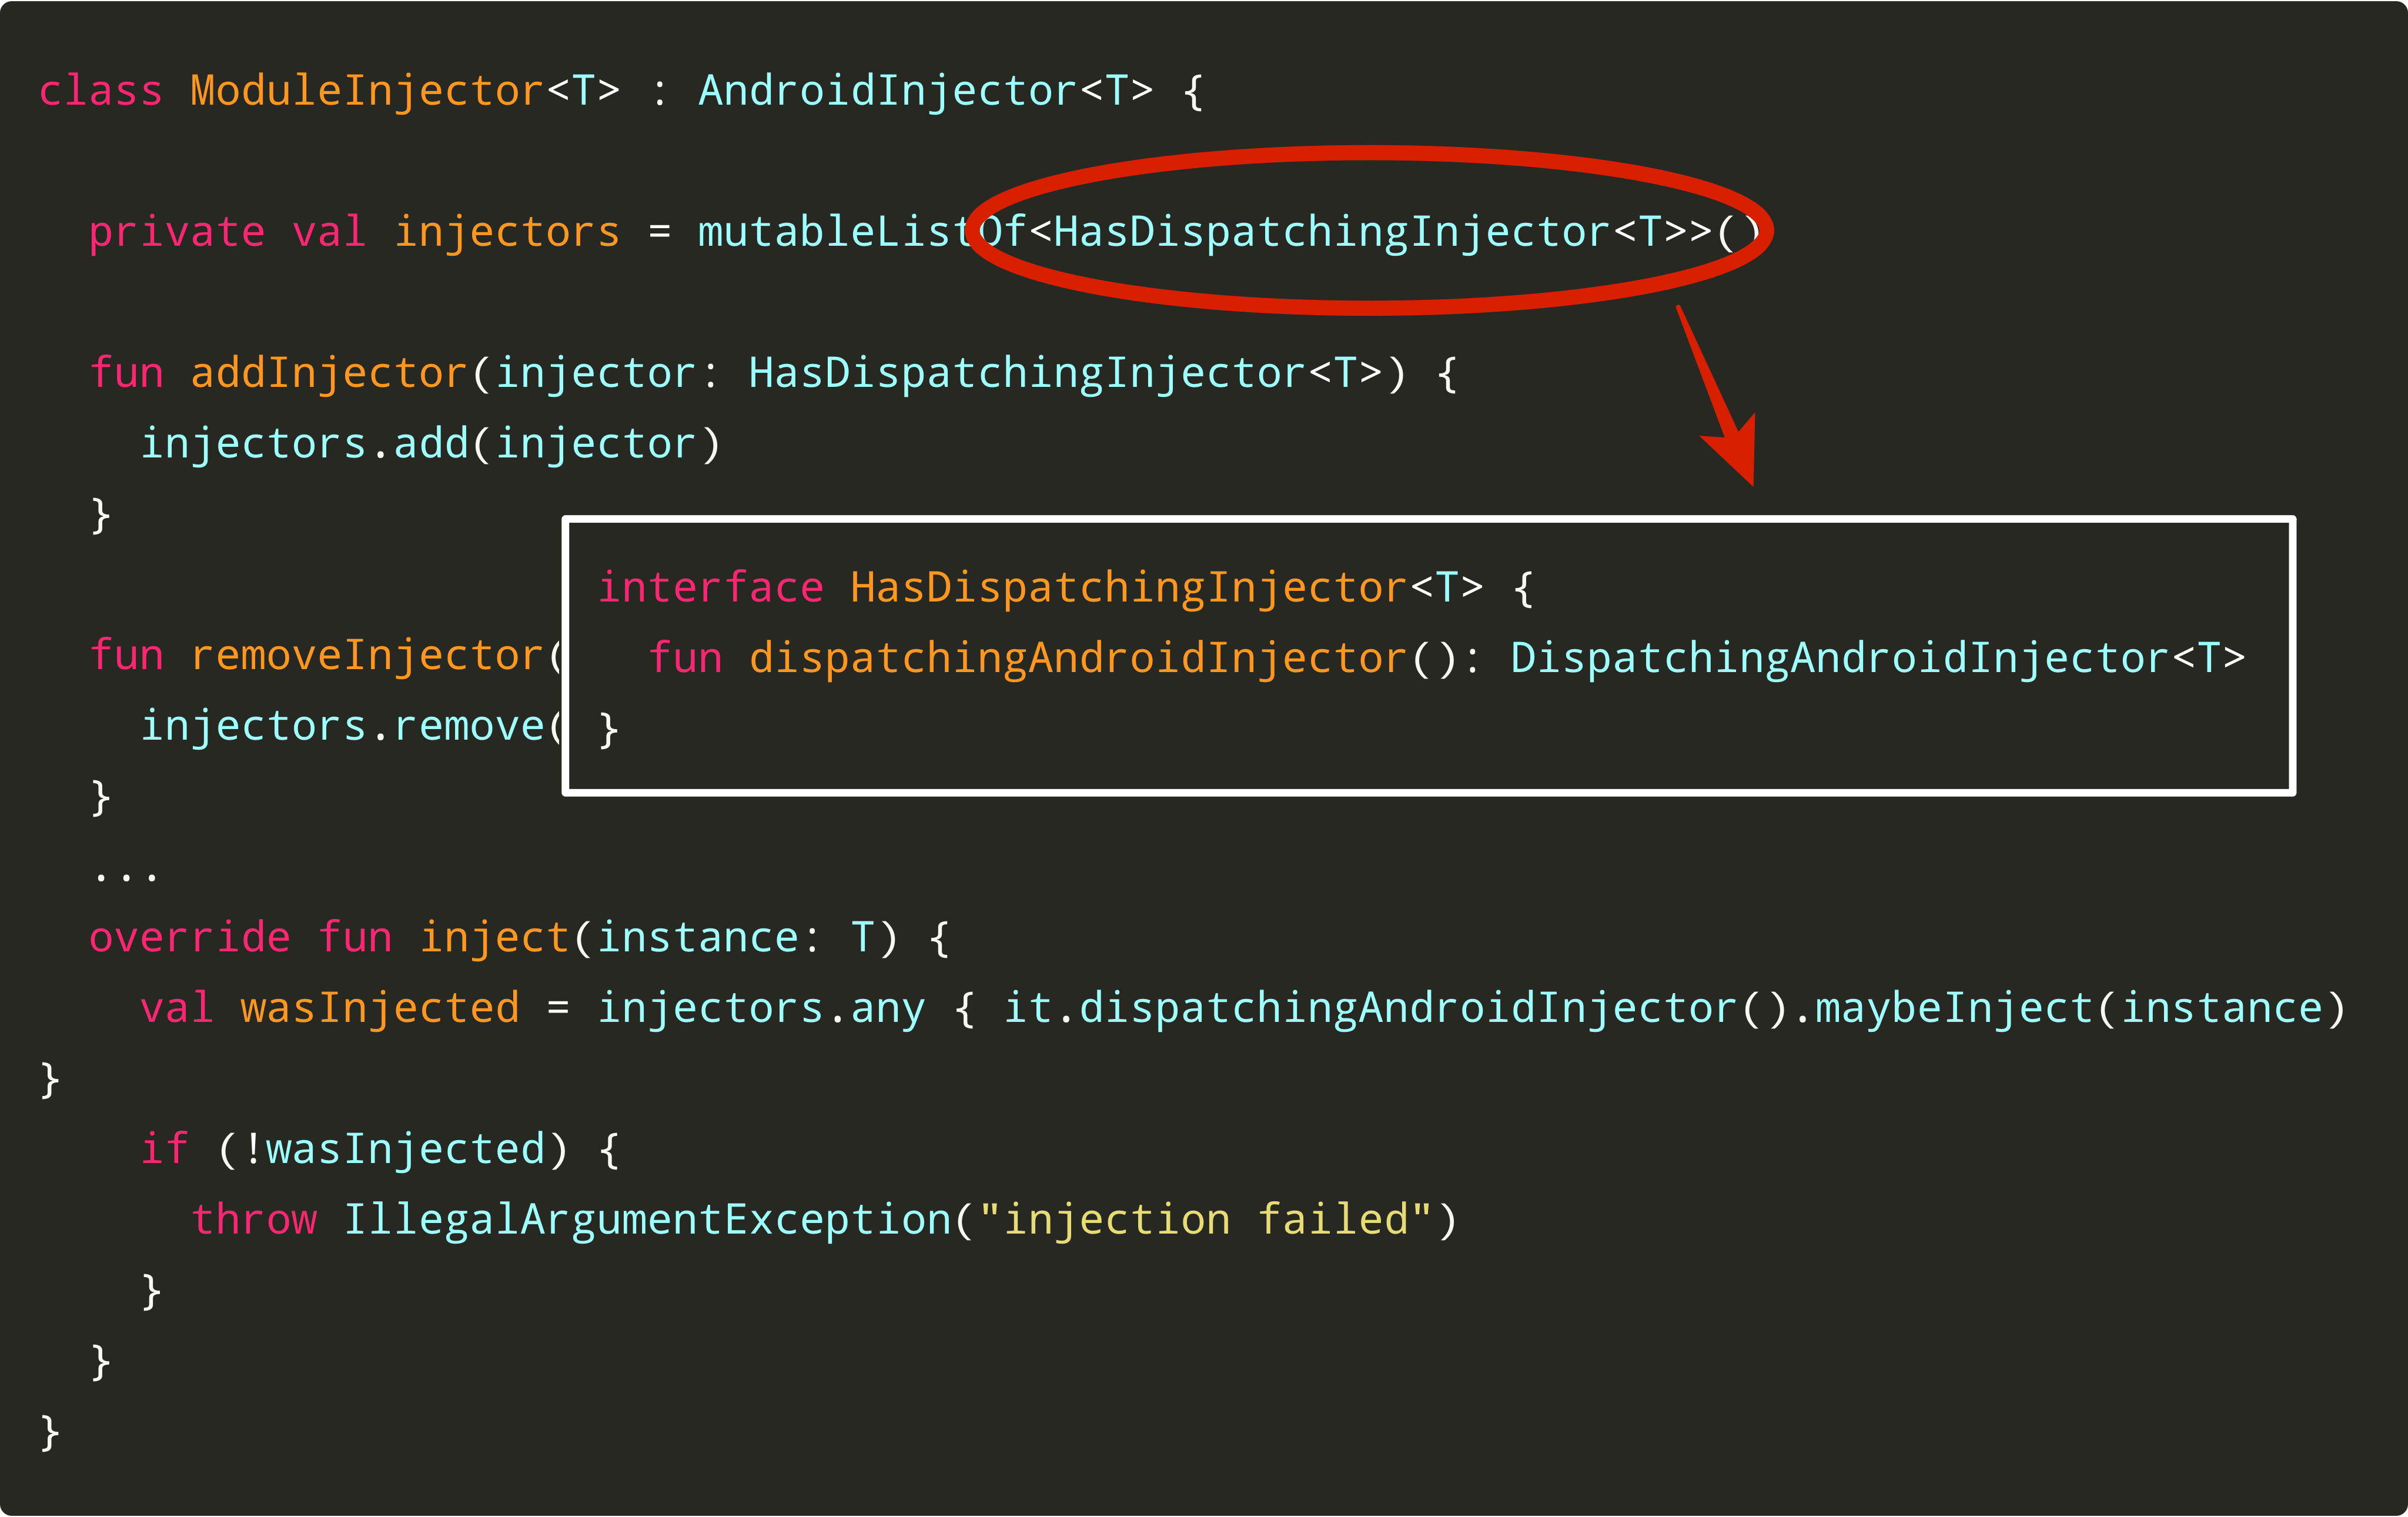 class ModuleInjector<T> : AndroidInjector<T> {
  private val injectors = mutableListOf<HasDispatchingInjector<T>>()
  fun addInjector(injector: HasDispatchingInjector<T>) {
    injectors.add(injector)
  }
  fun removeInjector(
    injectors.remove(
  }
interface HasDispatchingInjector<T> {
  fun dispatchingAndroidInjector(): DispatchingAndroidInjector<T>
}
  ...
  override fun inject(instance: T) {
    val wasInjected = injectors.any { it.dispatchingAndroidInjector().maybeInject(instance)
}
    if (!wasInjected) {
      throw IllegalArgumentException("injection failed")
    }
  }
}